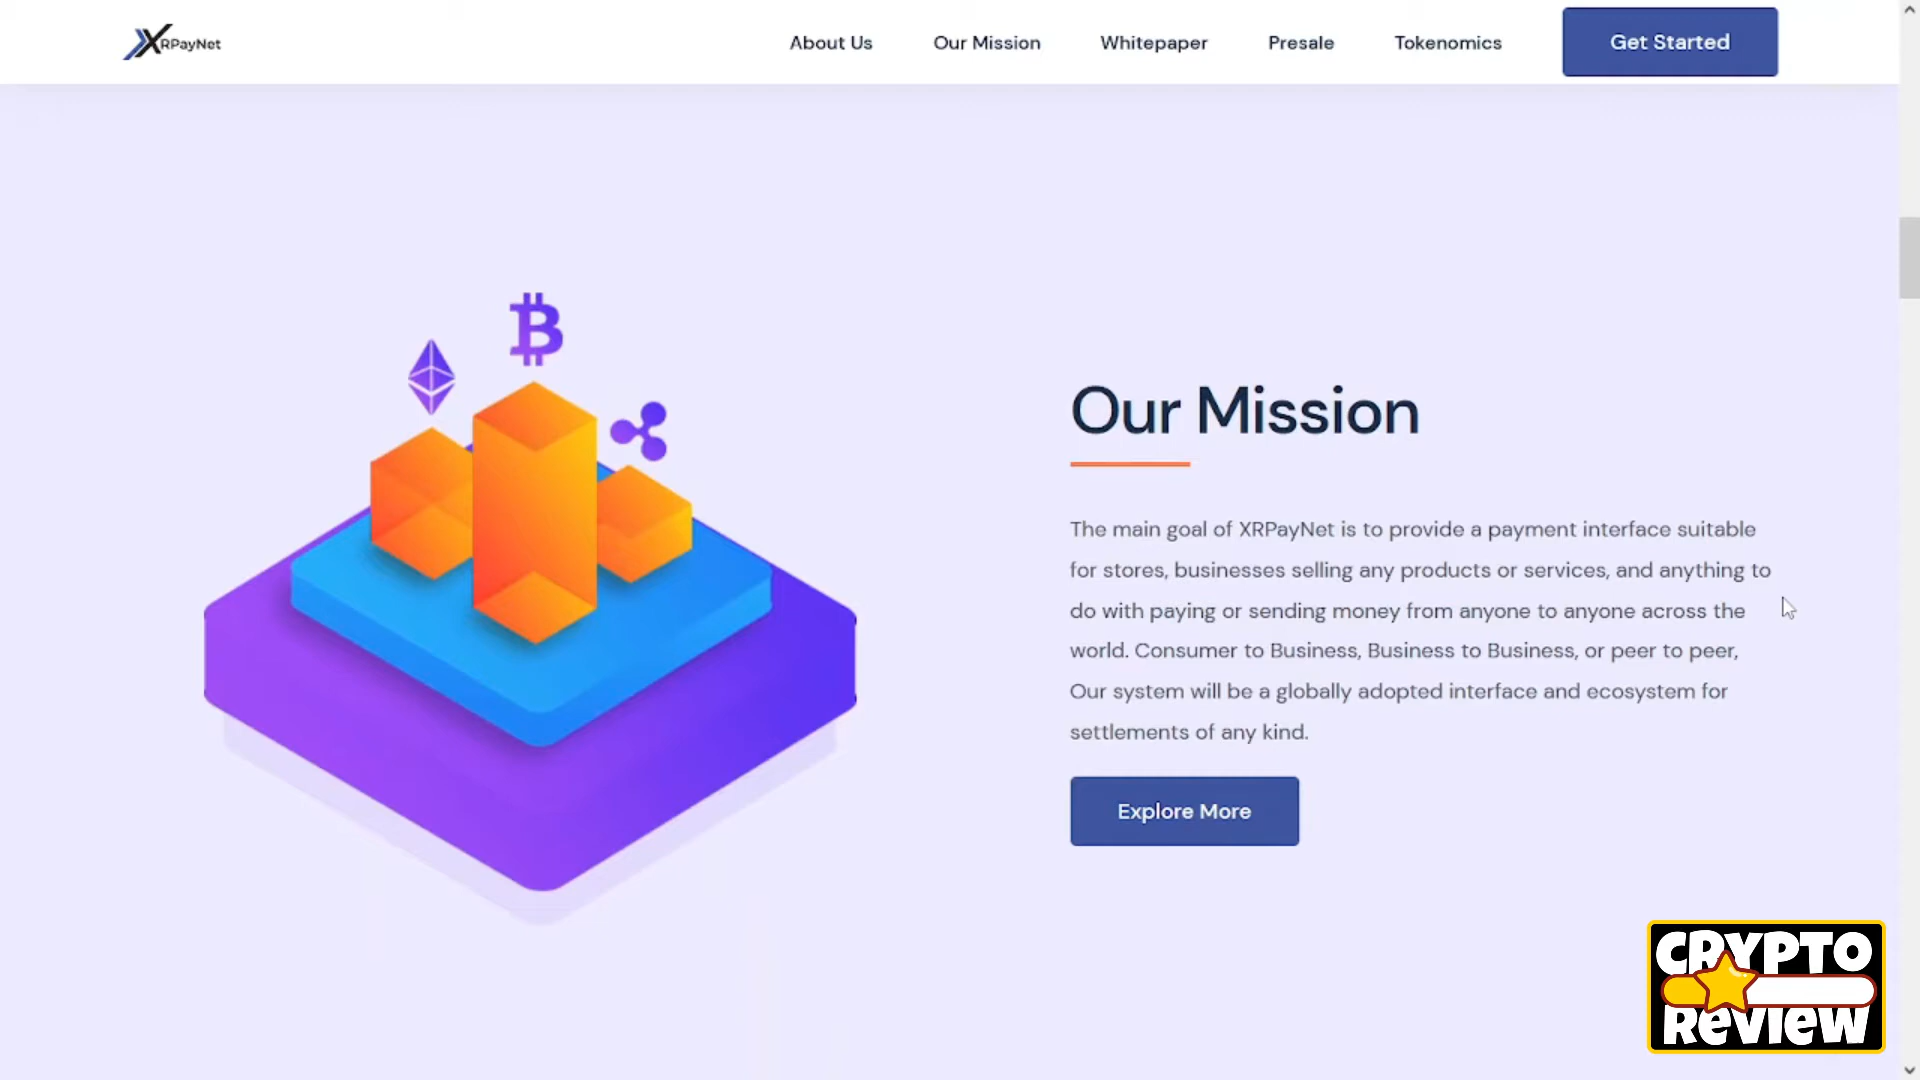 XRPayNet
About Us
Our Mission
Whitepaper
Presale
Tokenomics
Get Started
Our Mission
The main goal of XRPayNet is to provide a payment interface suitable
for stores, businesses selling any products or services, and anything to
do with paying or sending money from anyone to anyone across the
world. Consumer to Business, Business to Business, or peer to peer,
Our system will be a globally adopted interface and ecosystem for
settlements of any kind.
Explore More
CRYPTO
REVIEW